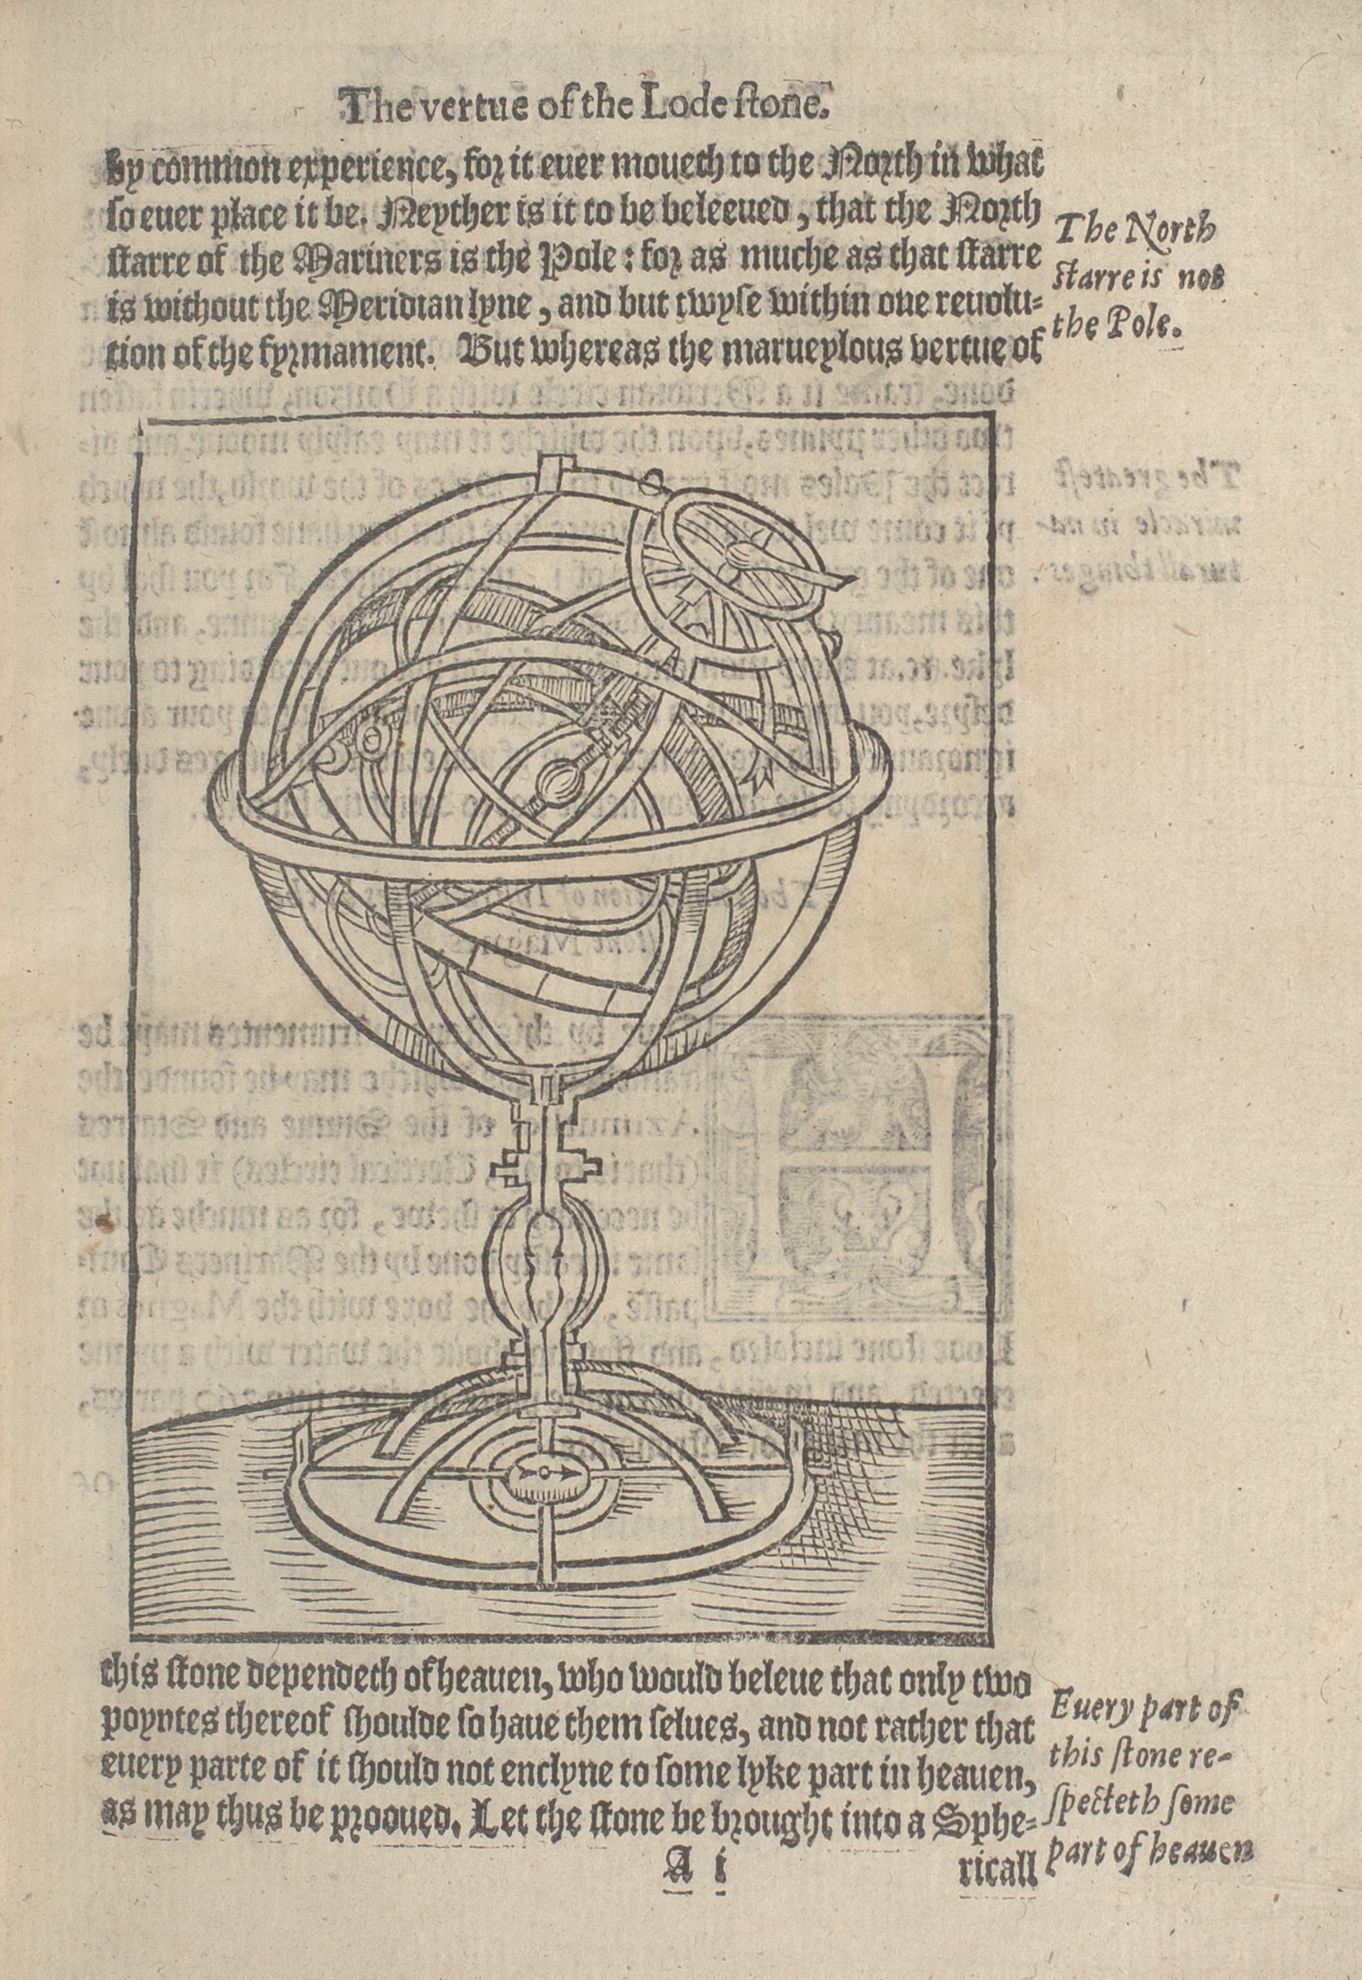 The vertue of the Lode ſtone.
by common experience, for it euer moueth to the North in what
ſo euer place it be. Neyther is it to be beleeued, that the North
ſtarre of the Mariners is the Pole: for as muche as that ſtarre
is without the Meridian lyne, and but twyſe within one reuolu-
tion of the fyrmament. But whereas the marueylous vertue of
The North
ſtarre is not
the Pole.
this ſtone dependeth of heauen, who would beleue that only two
poyntes thereof ſhoulde ſo haue them ſelues, and not rather that
euery parte of it ſhould not enclyne to ſome lyke part in heauen,
as may thus be prooued. Let the ſtone be brought into a Sphe-
Euery part of
this ſtone re-
ſpecteth ſome
part of heauen
A i
ricall